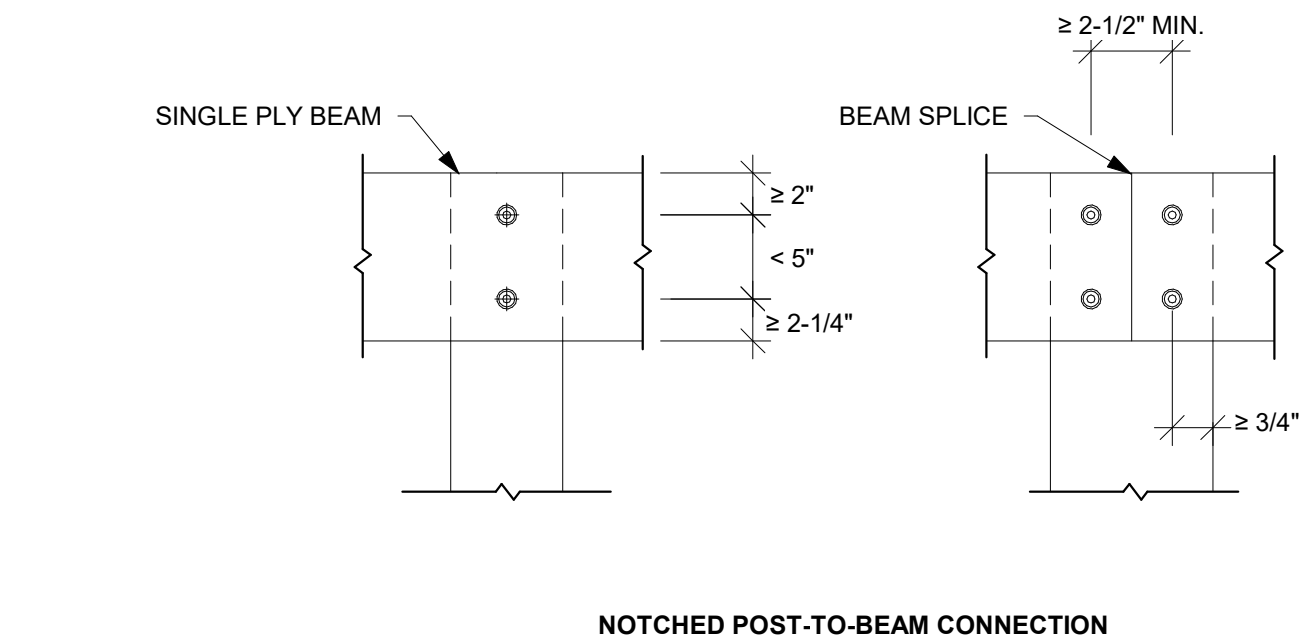 ≥ 2-1/2" MIN.
SINGLE PLY BEAM
BEAM SPLICE
≥ 2"
< 5"
≥ 2-1/4"
≥ 3/4"
NOTCHED POST-TO-BEAM CONNECTION